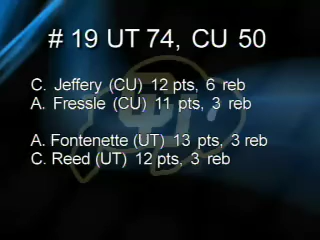 # 19 UT 74, CU 50
C. Jeffery (CU) 12 pts, 6 reb
A. Fressle (CU) 11 pts, 3 reb
A. Fontenette (UT) 13 pts, 3 reb
C. Reed (UT) 12 pts, 3 reb